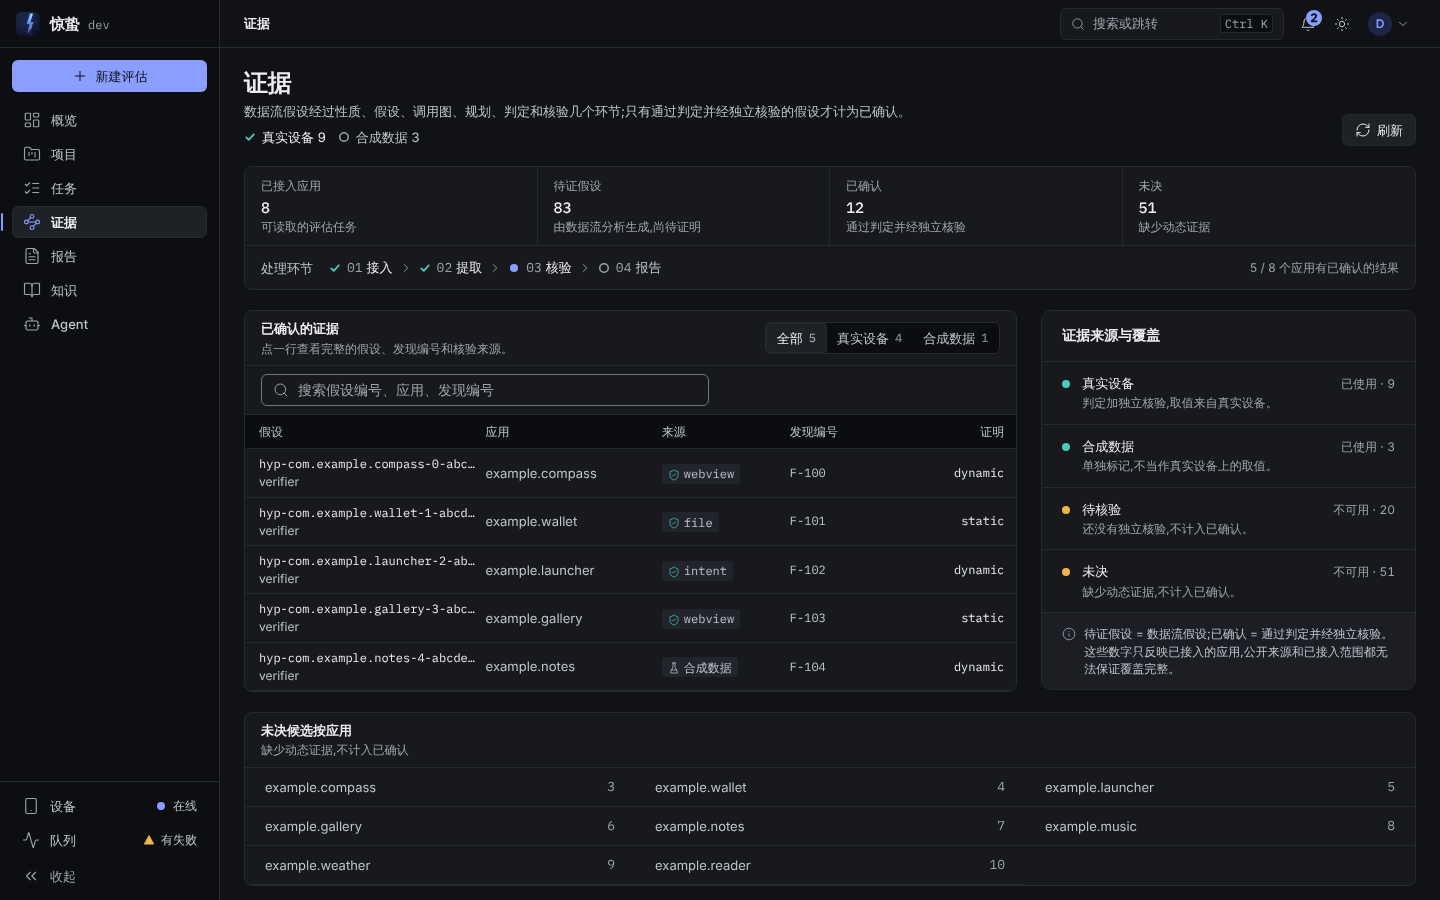 惊蛰 dev
证据
搜索或跳转 Ctrl K
2
D
新建评估
概览
项目
任务
证据
报告
知识
Agent
设备 在线
队列 有失败
收起
证据
数据流假设经过性质、假设、调用图、规划、判定和核验几个环节;只有通过判定并经独立核验的假设才计为已确认。
真实设备 9 合成数据 3
刷新
已接入应用
8
可读取的评估任务
待证假设
83
由数据流分析生成,尚待证明
已确认
12
通过判定并经独立核验
未决
51
缺少动态证据
处理环节 01 接入 02 提取 03 核验 04 报告
5 / 8 个应用有已确认的结果
已确认的证据
点一行查看完整的假设、发现编号和核验来源。
全部 5 真实设备 4 合成数据 1
搜索假设编号、应用、发现编号
假设 应用 来源 发现编号 证明
hyp-com.example.compass-0-abc…
verifier
example.compass webview F-100 dynamic
hyp-com.example.wallet-1-abcd…
verifier
example.wallet file F-101 static
hyp-com.example.launcher-2-ab…
verifier
example.launcher intent F-102 dynamic
hyp-com.example.gallery-3-abc…
verifier
example.gallery webview F-103 static
hyp-com.example.notes-4-abcde…
verifier
example.notes 合成数据 F-104 dynamic
证据来源与覆盖
真实设备 已使用 · 9
判定加独立核验,取值来自真实设备。
合成数据 已使用 · 3
单独标记,不当作真实设备上的取值。
待核验 不可用 · 20
还没有独立核验,不计入已确认。
未决 不可用 · 51
缺少动态证据,不计入已确认。
待证假设 = 数据流假设;已确认 = 通过判定并经独立核验。
这些数字只反映已接入的应用,公开来源和已接入范围都无
法保证覆盖完整。
未决候选按应用
缺少动态证据,不计入已确认
example.compass 3 example.wallet 4 example.launcher 5
example.gallery 6 example.notes 7 example.music 8
example.weather 9 example.reader 10